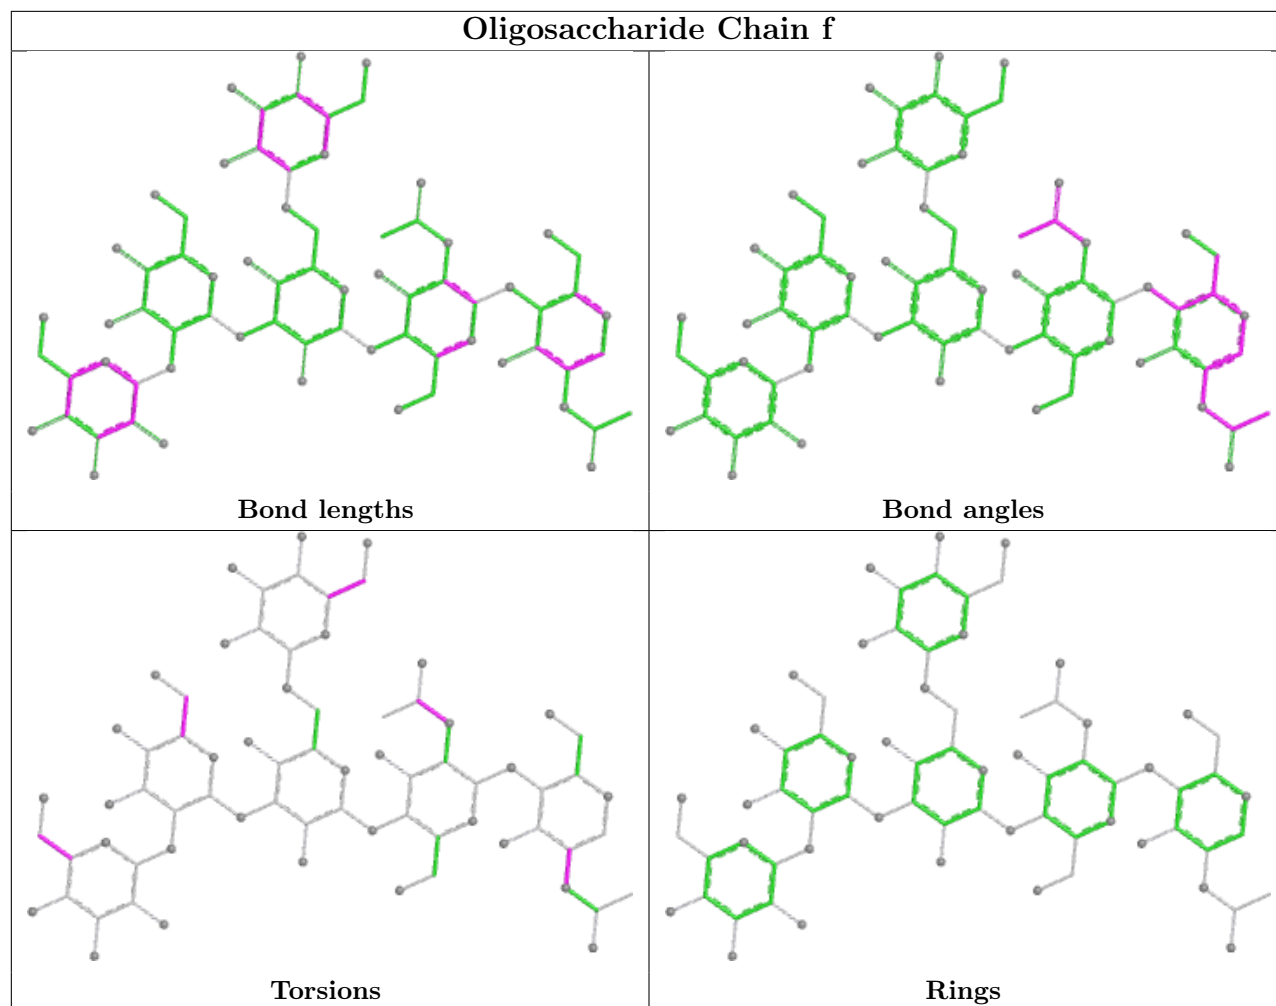 Oligosaccharide Chain f
Bond lengths
Bond angles
Torsions
Rings